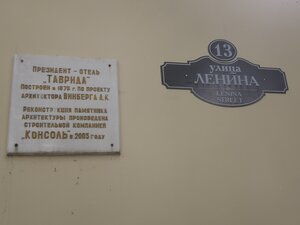 ПРЕЗИДЕНТ - ОТЕЛЬ
"ТАВРИДА"
ПОСТРОЕН в 1875 г. ПО ПРОЕКТУ
АРХИТЕКТОРА ВИНБЕРГА А.К.
РЕКОНСТРУКЦИЯ ПАМЯТНИКА
АРХИТЕКТУРЫ ПРОИЗВЕДЕНА
СТРОИТЕЛЬНОЙ КОМПАНИЕЙ
"КОНСОЛЬ" в 2005 ГОДУ
13
улица
ЛЕНИНА
LENINA
STREET